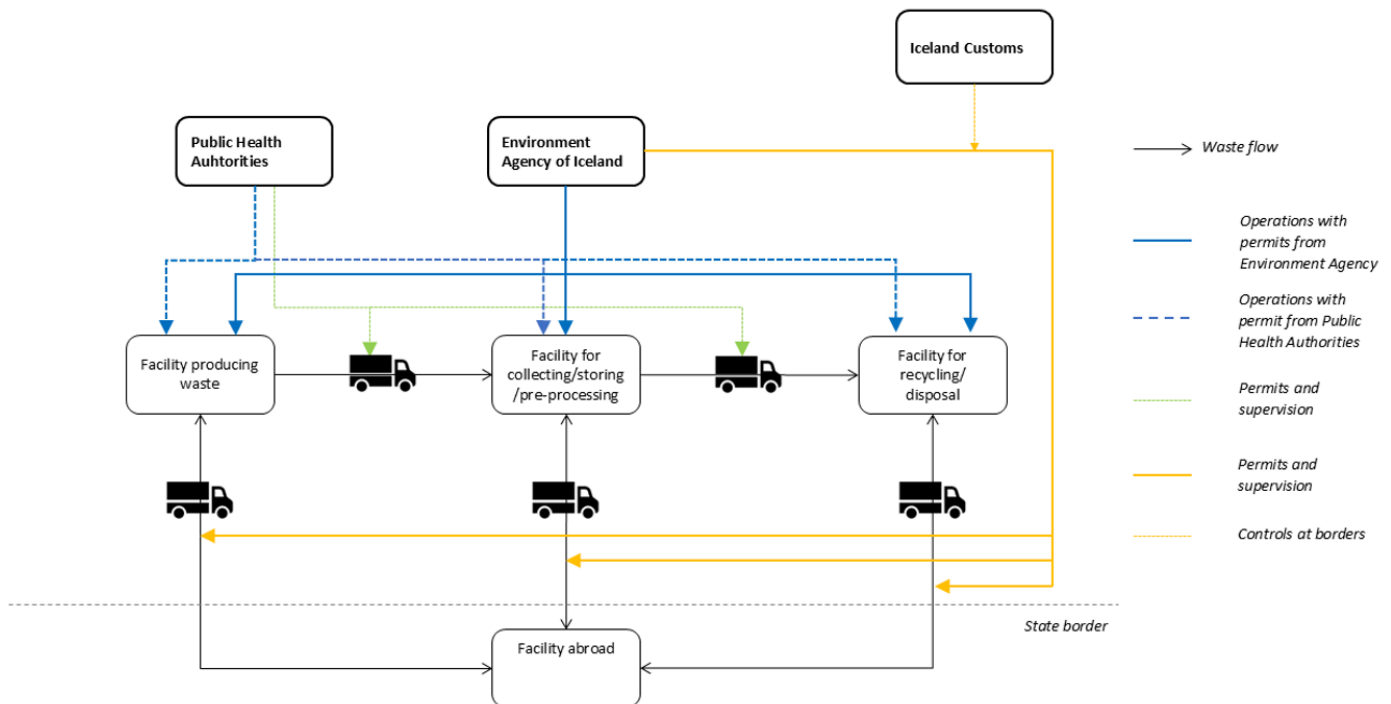 Iceland Customs
Public Health
Auhtorities
Environment
Agency of Iceland
Waste flow
Operations with
permits from
Environment Agency
Operations with
permit from Public
Health Authorities
Facility producing
waste
Facility for
collecting/storing
/pre-processing
Facility for
recycling/
disposal
Permits and
supervision
Permits and
supervision
Controls at borders
State border
Facility abroad